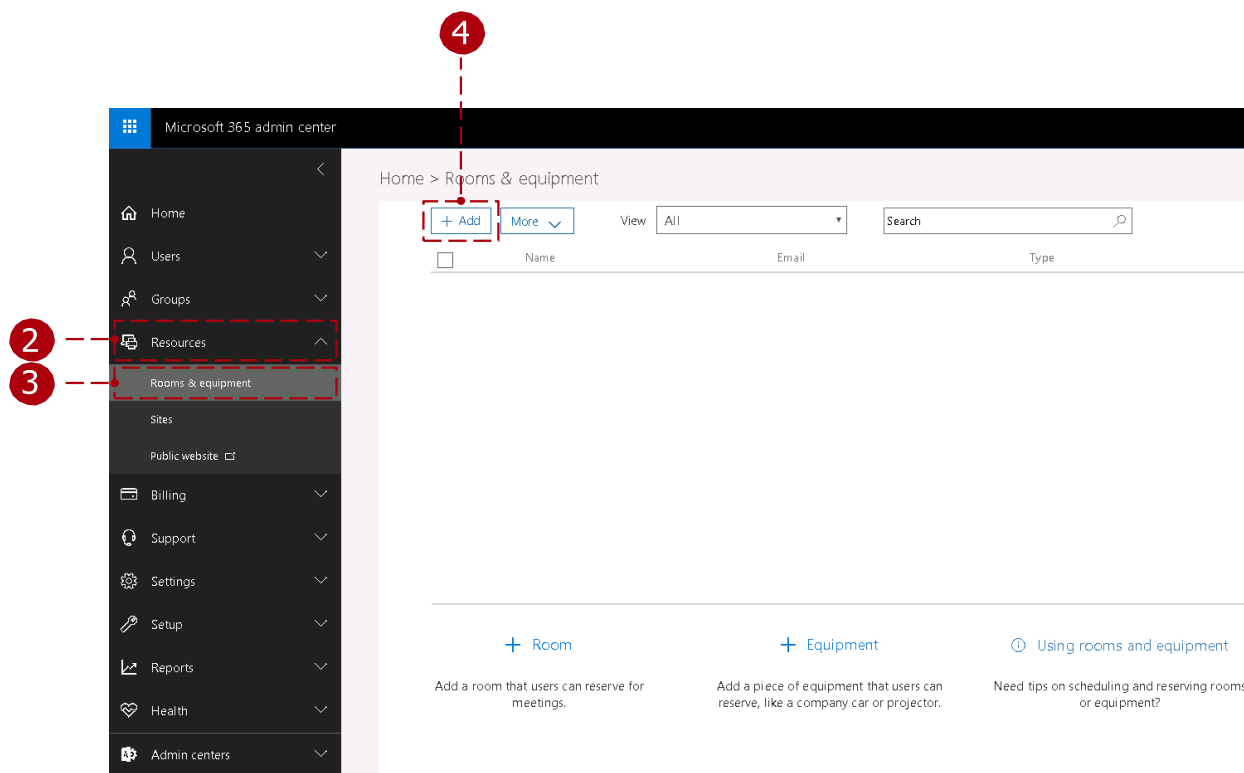 4
Microsoft 365 admin center
Home > Rooms & equipment
Home
+ Add
More
View
All
Search
Users
Name
Email
Type
Groups
2
Resources
3
Rooms & equipment
Sites
Public website
Billing
Support
Settings
Setup
Reports
Health
Admin centers
+ Room
Add a room that users can reserve for
meetings.
+ Equipment
Add a piece of equipment that users can
reserve, like a company car or projector.
Using rooms and equipment
Need tips on scheduling and reserving rooms
or equipment?